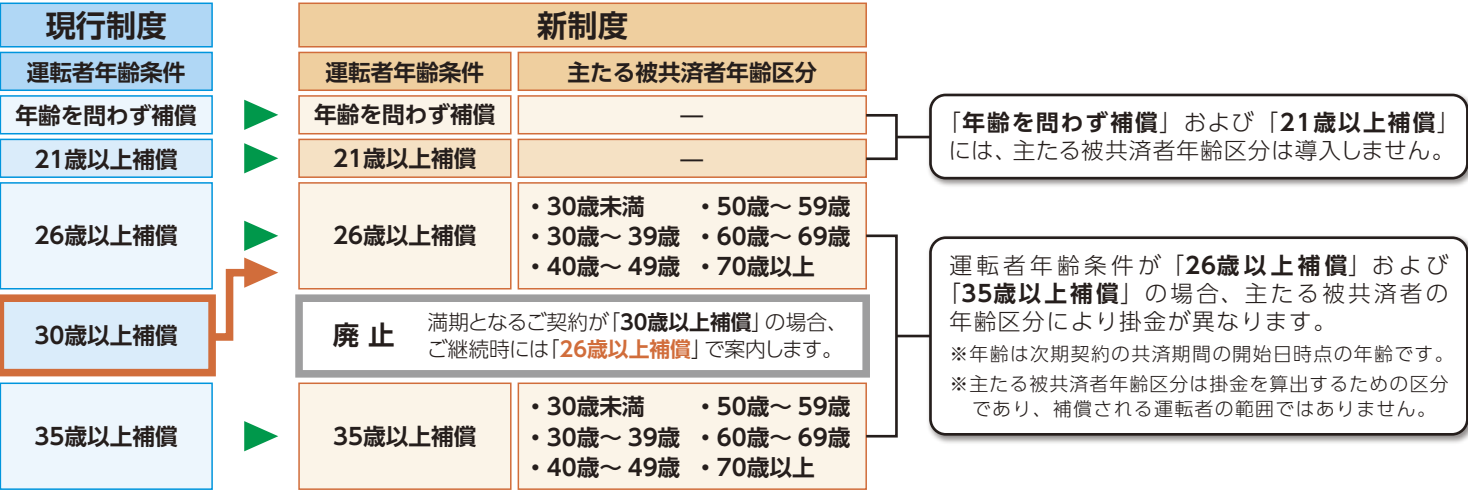 現行制度
運転者年齢条件
年齢を問わず補償
21歳以上補償
26歳以上補償
30歳以上補償
35歳以上補償
新制度
運転者年齢条件
主たる被共済者年齢区分
年齢を問わず補償
―
21歳以上補償
―
26歳以上補償
・30歳未満 ・50歳～59歳
・30歳～39歳 ・60歳～69歳
・40歳～49歳 ・70歳以上
廃止
満期となるご契約が「30歳以上補償」の場合、
ご継続時には「26歳以上補償」で案内します。
35歳以上補償
・30歳未満 ・50歳～59歳
・30歳～39歳 ・60歳～69歳
・40歳～49歳 ・70歳以上
「年齢を問わず補償」および「21歳以上補償」
には、主たる被共済者年齢区分は導入しません。
運転者年齢条件が「26歳以上補償」および
「35歳以上補償」の場合、主たる被共済者の
年齢区分により掛金が異なります。
※年齢は次期契約の共済期間の開始日時点の年齢です。
※主たる被共済者年齢区分は掛金を算出するための区分
であり、補償される運転者の範囲ではありません。